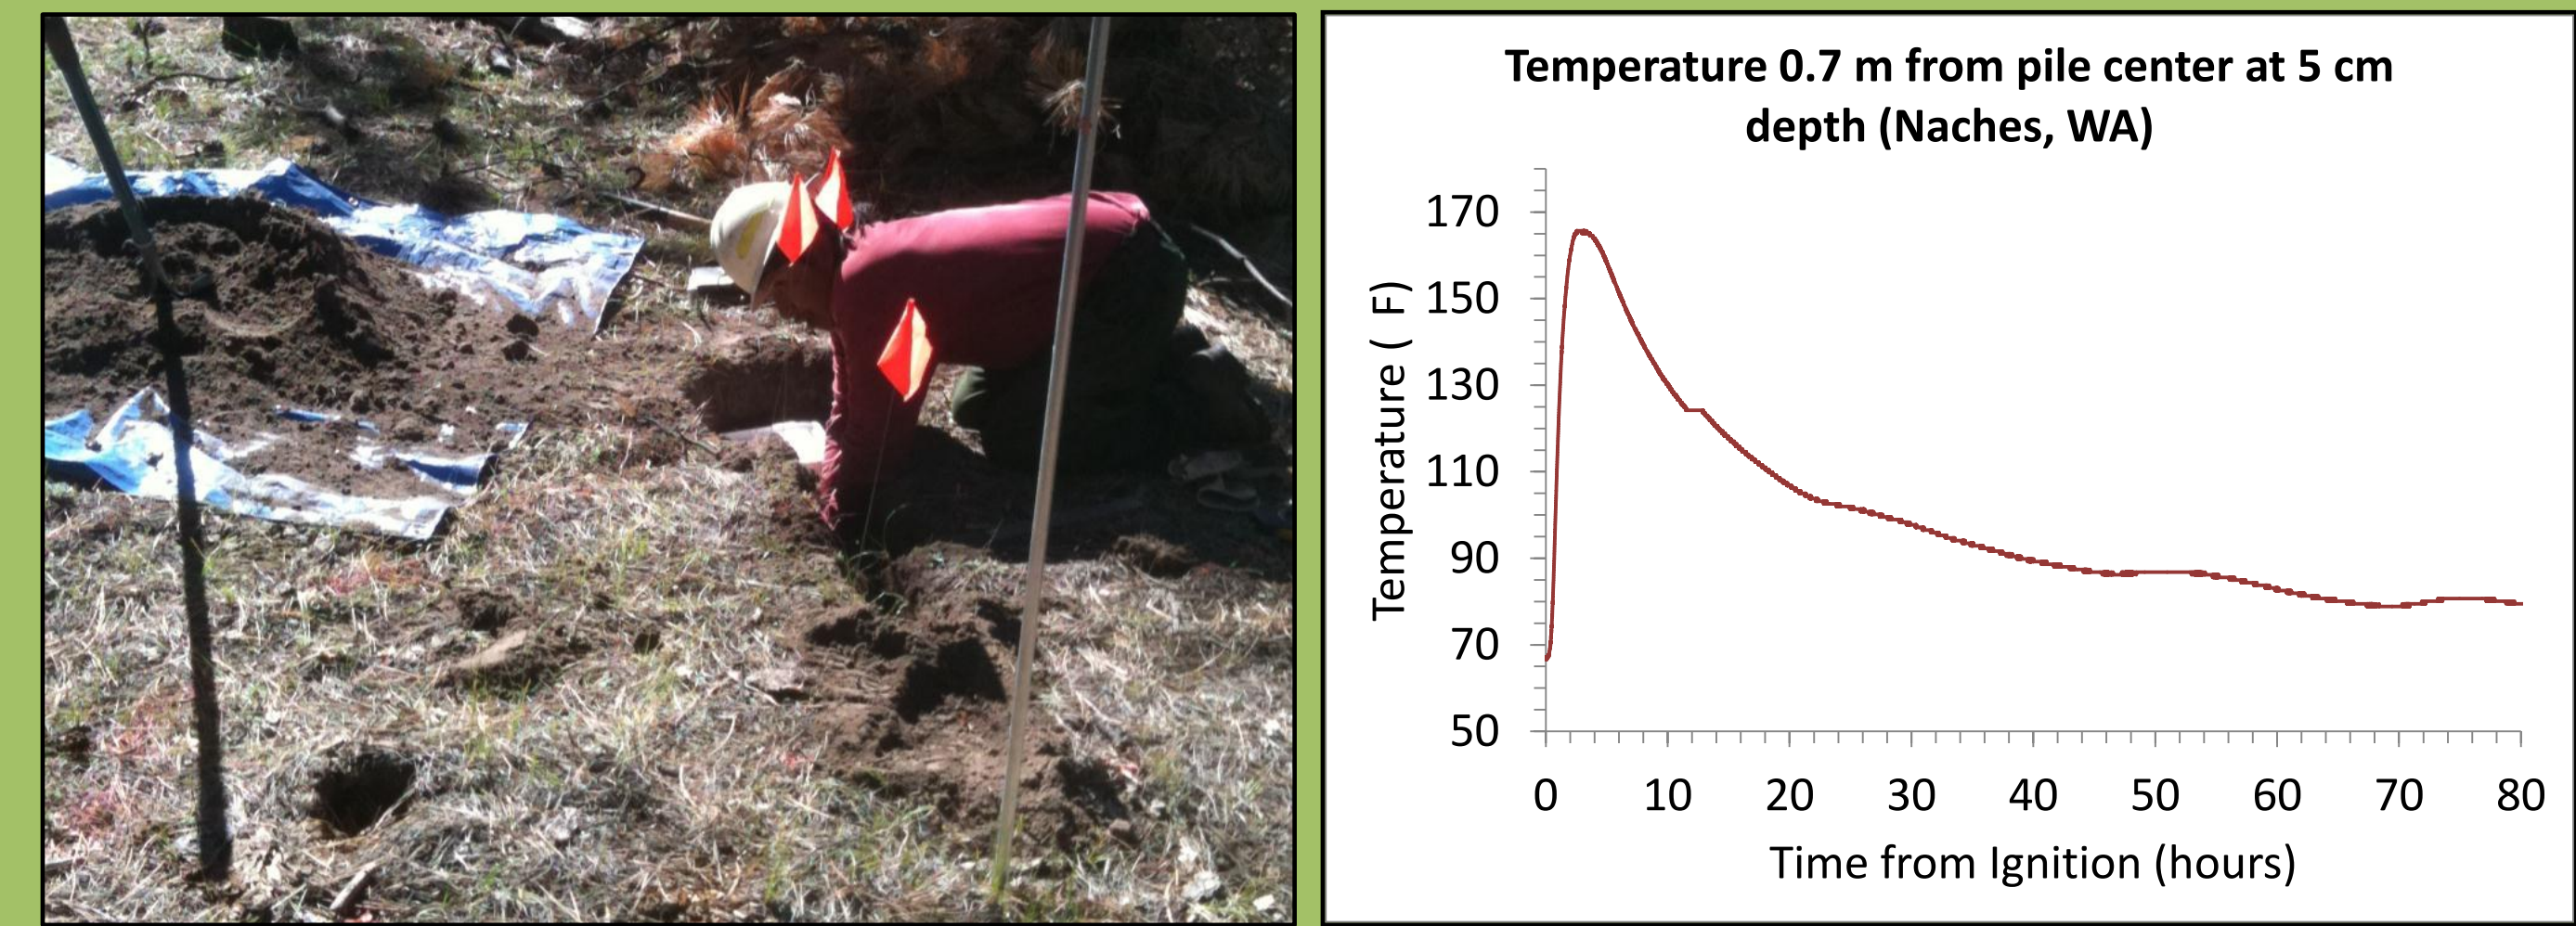 Temperature 0.7 m from pile center at 5 cm
depth (Naches, WA)
Temperature ( F)
170
150
130
110
90
70
50
0 10 20 30 40 50 60 70 80
Time from Ignition (hours)